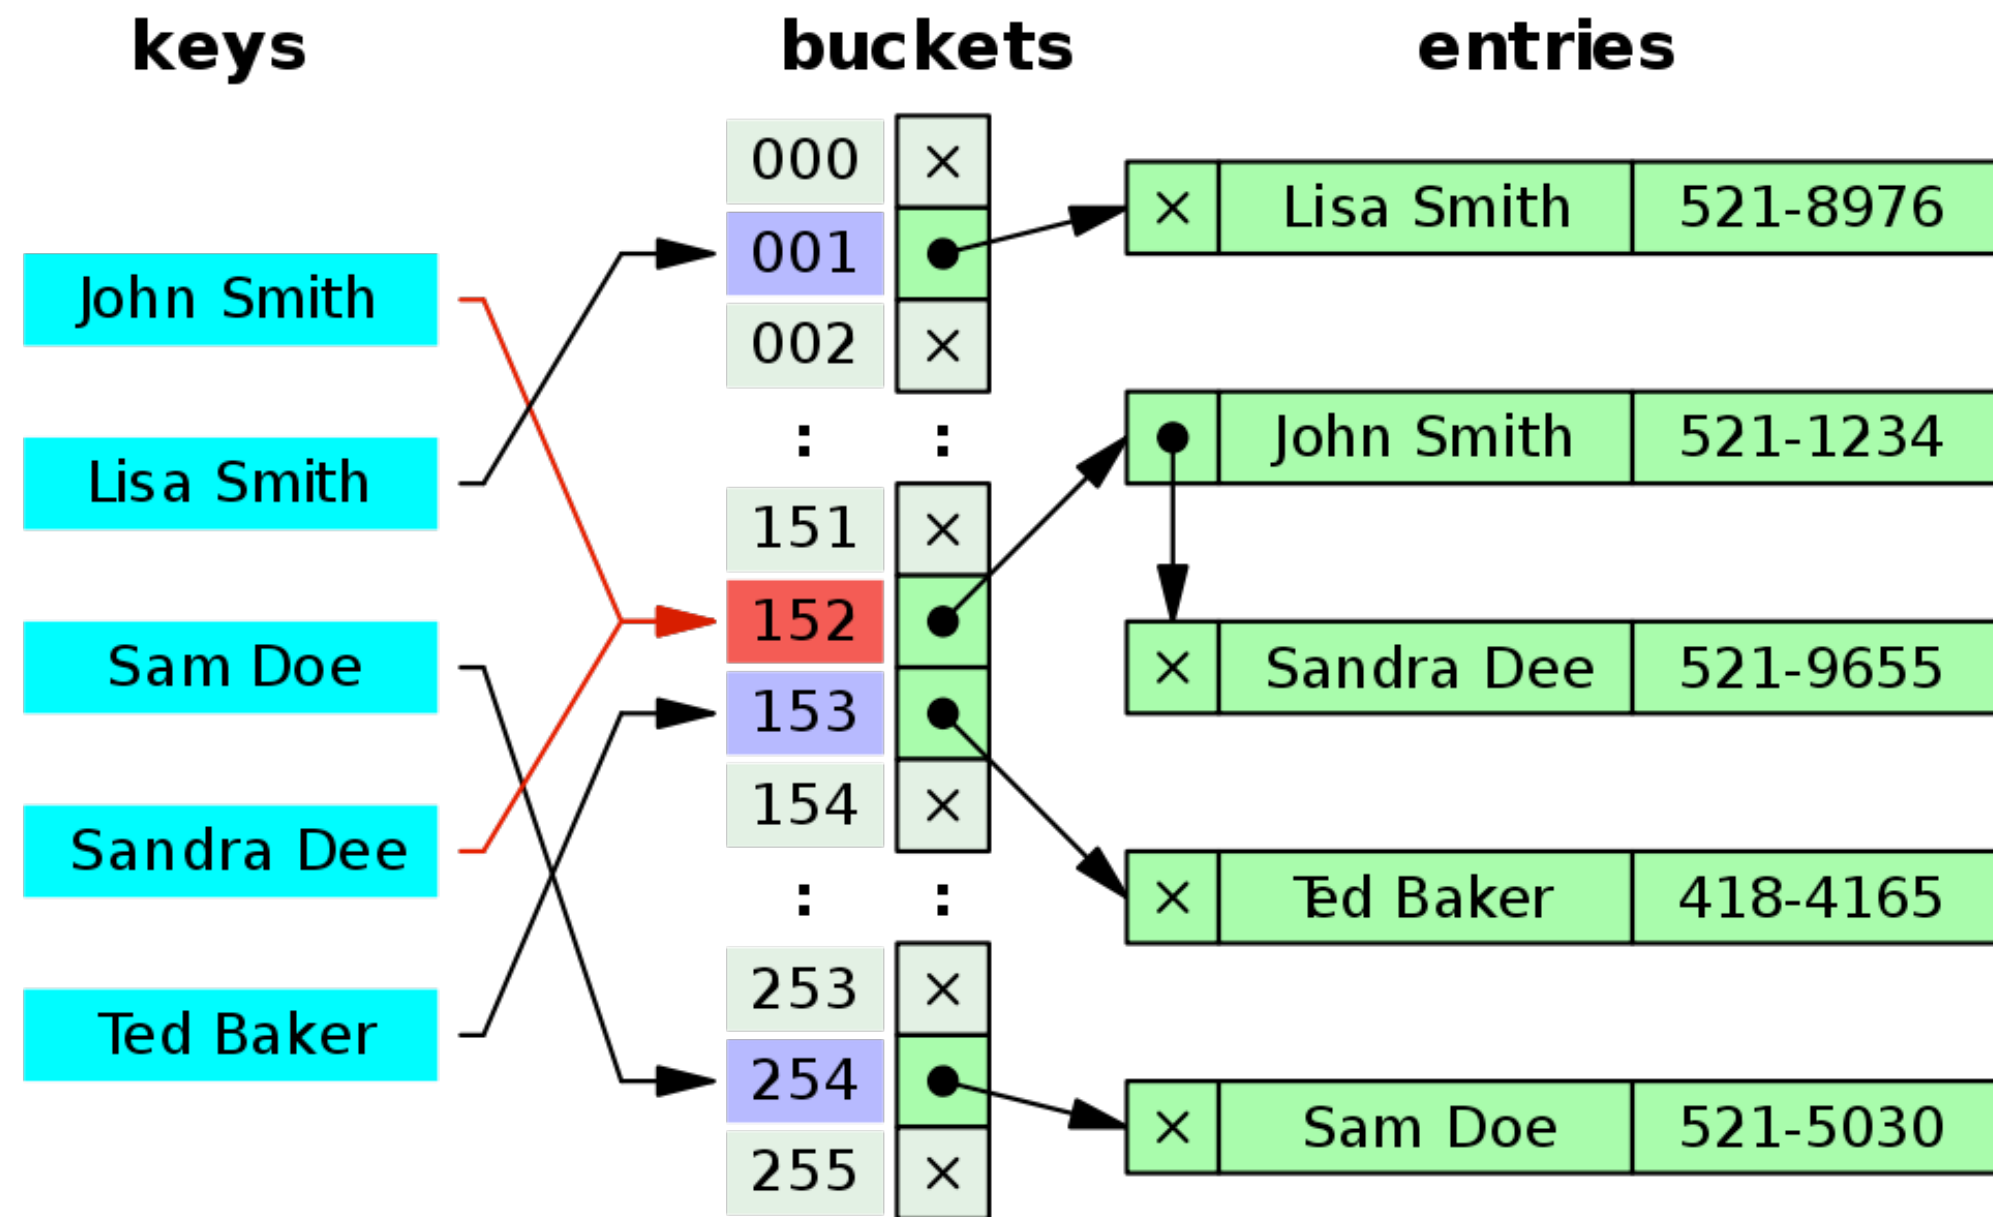 keys
buckets
entries
John Smith
Lisa Smith
Sam Doe
Sandra Dee
Ted Baker
000 ×
001
002 ×
: :
151 ×
152
153
154 ×
: :
253 ×
254
255 ×
× Lisa Smith 521-8976
John Smith 521-1234
× Sandra Dee 521-9655
× Ted Baker 418-4165
× Sam Doe 521-5030